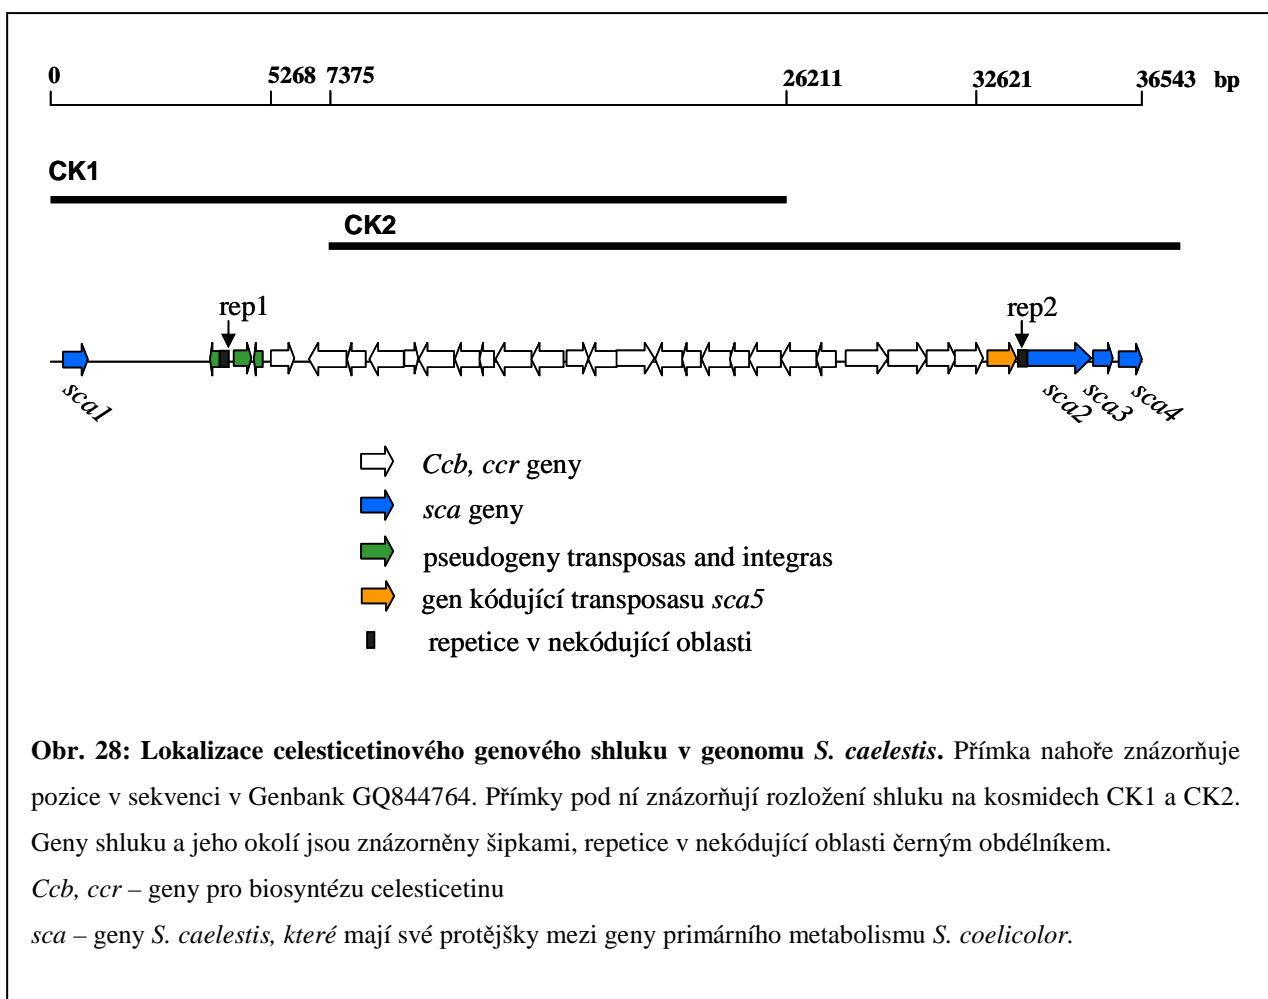 0 5268 7375 26211 32621 36543 bp
CK1
CK2
rep1 rep2
sca1 sca2 sca3 sca4
Ccb, ccr geny
sca geny
pseudogeny transposas and integras
gen kódující transposasu sca5
repetice v nekódující oblasti
Obr. 28: Lokalizace celesticetinového genového shluku v geonomu S. caelestis. Přímka nahoře znázorňuje
pozice v sekvenci v Genbank GQ844764. Přímky pod ní znázorňují rozložení shluku na kosmidech CK1 a CK2.
Geny shluku a jeho okolí jsou znázorněny šipkami, repetice v nekódující oblasti černým obdélníkem.
Ccb, ccr – geny pro biosyntézu celesticetinu
sca – geny S. caelestis, které mají své protějšky mezi geny primárního metabolismu S. coelicolor.